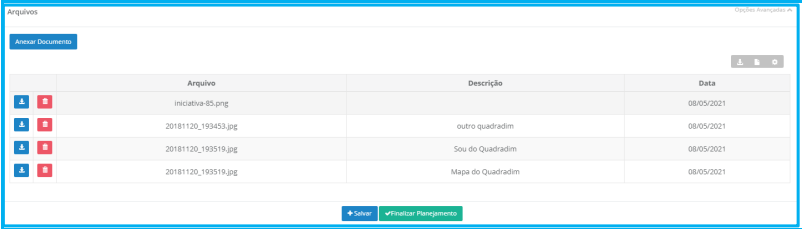 Arquivos
Opções Avançadas
Anexar Documento
Arquivo Descrição Data
iniciativa-85.png 08/05/2021
20181120_193453.jpg outro quadradim 08/05/2021
20181120_193519.jpg Sou do Quadradim 08/05/2021
20181120_193519.jpg Mapa do Quadradim 08/05/2021
+Salvar ✔Finalizar Planejamento